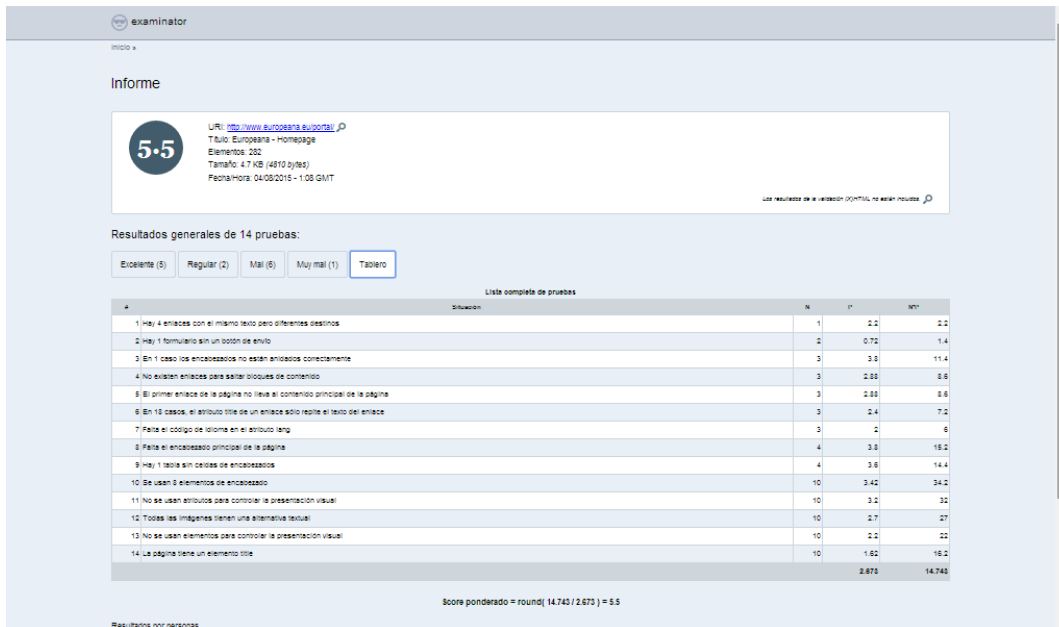 examinator
Inicio »
Informe
5.5
URI: http://www.europeana.eu/portal/
Título: Europeana - Homepage
Elementos: 282
Tamaño: 4.7 KB (4810 bytes)
Fecha/Hora: 04/08/2015 - 1:08 GMT
Los resultados de la validación (X)HTML no están incluidos.
Resultados generales de 14 pruebas:
Excelente (5) Regular (2) Mal (6) Muy mal (1) Tablero
Lista completa de pruebas
# Situación N P N*P
1 Hay 4 enlaces con el mismo texto pero diferentes destinos 1 2.2 2.2
2 Hay 1 formulario sin un botón de envío 2 0.72 1.4
3 En 1 caso los encabezados no están anidados correctamente 3 3.8 11.4
4 No existen enlaces para saltar bloques de contenido 3 2.88 8.6
5 El primer enlace de la página no lleva al contenido principal de la página 3 2.88 8.6
6 En 18 casos, el atributo title de un enlace sólo repite el texto del enlace 3 2.4 7.2
7 Falta el código de idioma en el atributo lang 3 2 6
8 Falta el encabezado principal de la página 4 3.8 15.2
9 Hay 1 tabla sin celdas de encabezados 4 3.6 14.4
10 Se usan 8 elementos de encabezado 10 3.42 34.2
11 No se usan atributos para controlar la presentación visual 10 3.2 32
12 Todas las imágenes tienen una alternativa textual 10 2.7 27
13 No se usan elementos para controlar la presentación visual 10 2.2 22
14 La página tiene un elemento title 10 1.62 16.2
2.673 14.743
Score ponderado = round( 14.743 / 2.673 ) = 5.5
Resultados por personas